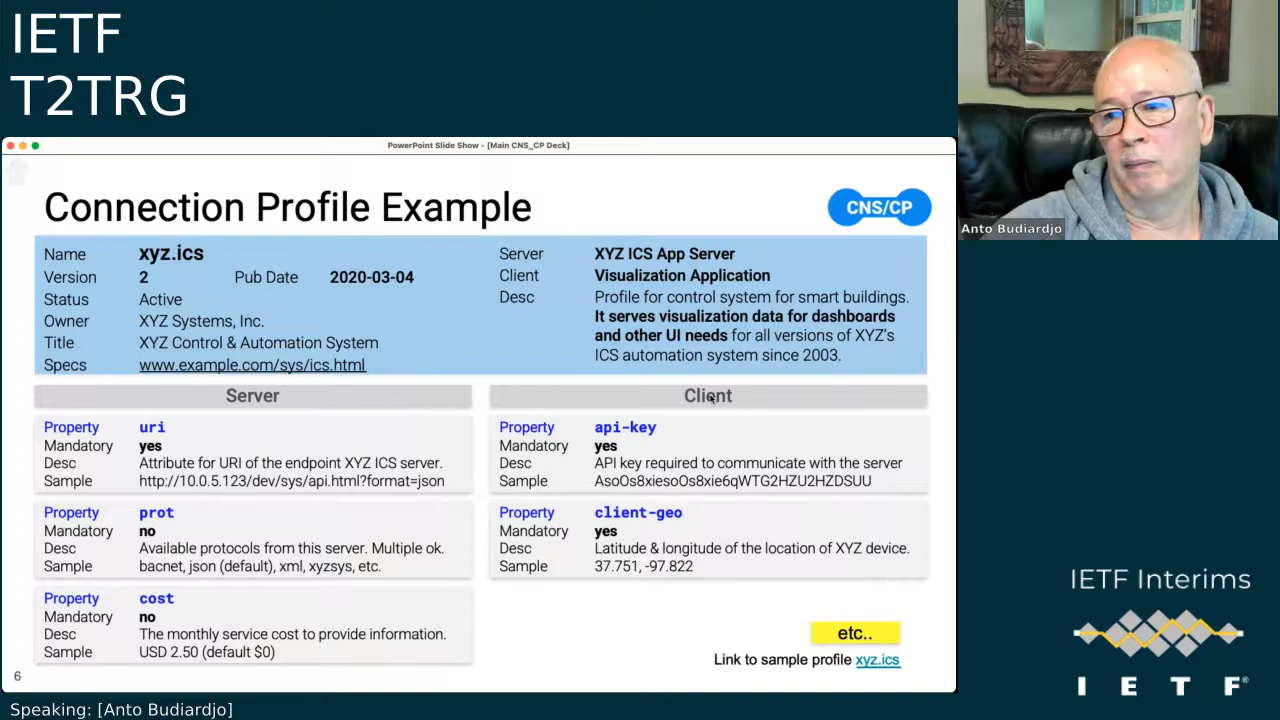 IETF
T2TRG
PowerPoint Slide Show - [Main CNS_CP Deck]
Connection Profile Example
CNS/CP
Name xyz.ics
Version 2 Pub Date 2020-03-04
Status Active
Owner XYZ Systems, Inc.
Title XYZ Control & Automation System
Specs www.example.com/sys/ics.html
Server XYZ ICS App Server
Client Visualization Application
Desc Profile for control system for smart buildings.
It serves visualization data for dashboards
and other UI needs for all versions of XYZ's
ICS automation system since 2003.
Server
Property uri
Mandatory yes
Desc Attribute for URI of the endpoint XYZ ICS server.
Sample http://10.0.5.123/dev/sys/api.html?format=json
Property prot
Mandatory no
Desc Available protocols from this server. Multiple ok.
Sample bacnet, json (default), xml, xyzsys, etc.
Property cost
Mandatory no
Desc The monthly service cost to provide information.
Sample USD 2.50 (default $0)
Client
Property api-key
Mandatory yes
Desc API key required to communicate with the server
Sample AsoOs8xiesoOs8xie6qWTG2HZU2HZDSUU
Property client-geo
Mandatory yes
Desc Latitude & longitude of the location of XYZ device.
Sample 37.751, -97.822
etc..
Link to sample profile xyz.ics
6
Anto Budiardjo
IETF Interims
I E T F®
Speaking: [Anto Budiardjo]